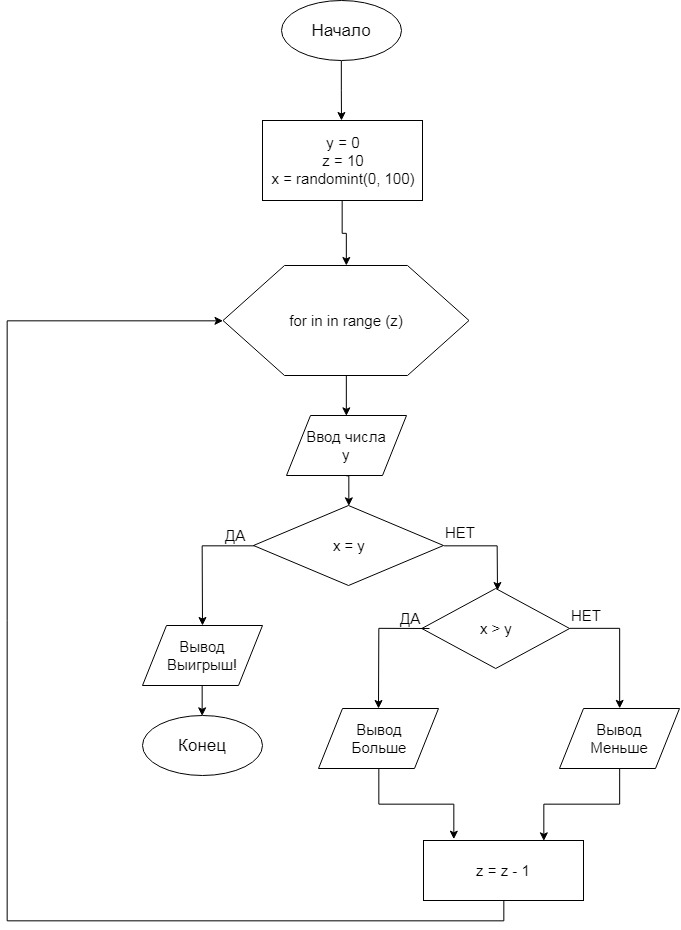 Начало
y = 0
z = 10
x = randomint(0, 100)
for in in range (z)
Ввод числа
y
ДА
x = y
НЕТ
ДА
x > y
НЕТ
Вывод
Выигрыш!
Конец
Вывод
Больше
Вывод
Меньше
z = z - 1